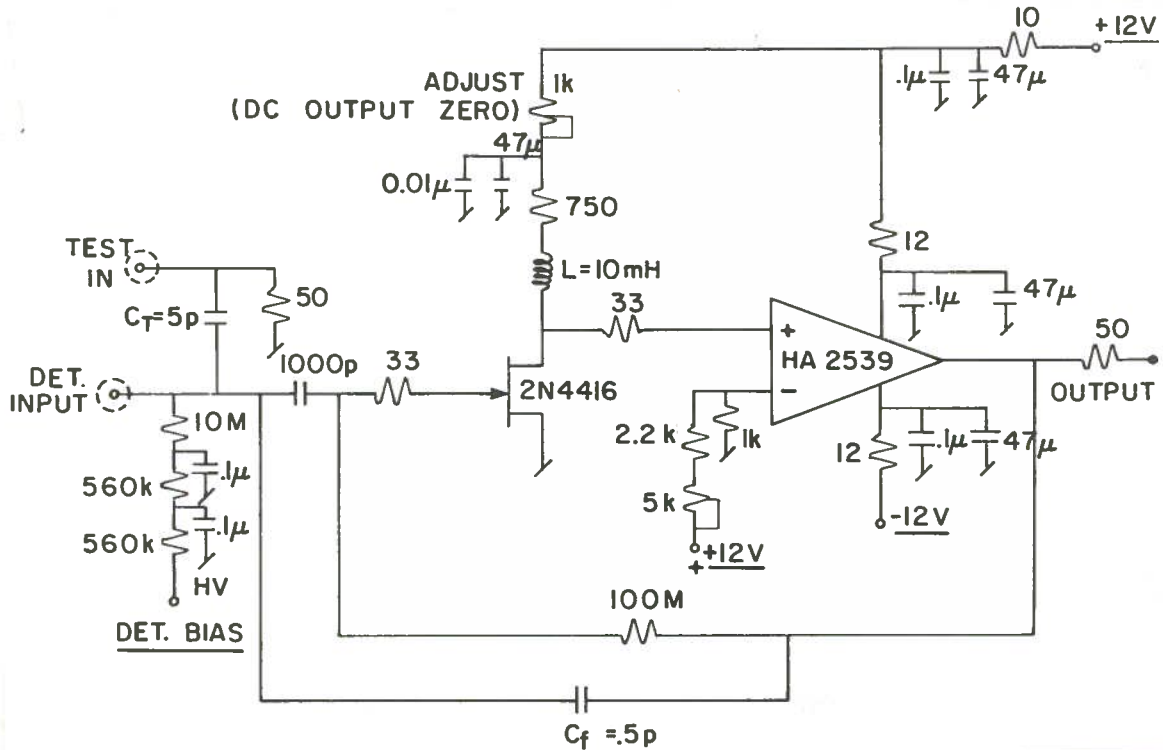 10
+12V
.1μ
47μ
ADJUST
(DC OUTPUT ZERO)
1k
47μ
0.01μ
750
12
TEST
IN
L=10mH
.1μ
47μ
50
C_T=5p
33
+
HA 2539
-
50
OUTPUT
1000p
33
DET.
INPUT
2N4416
10M
2.2k
1k
12
.1μ
47μ
.1μ
560k
5k
-12V
.1μ
560k
+12V
+
HV
100M
DET. BIAS
C_f =.5p